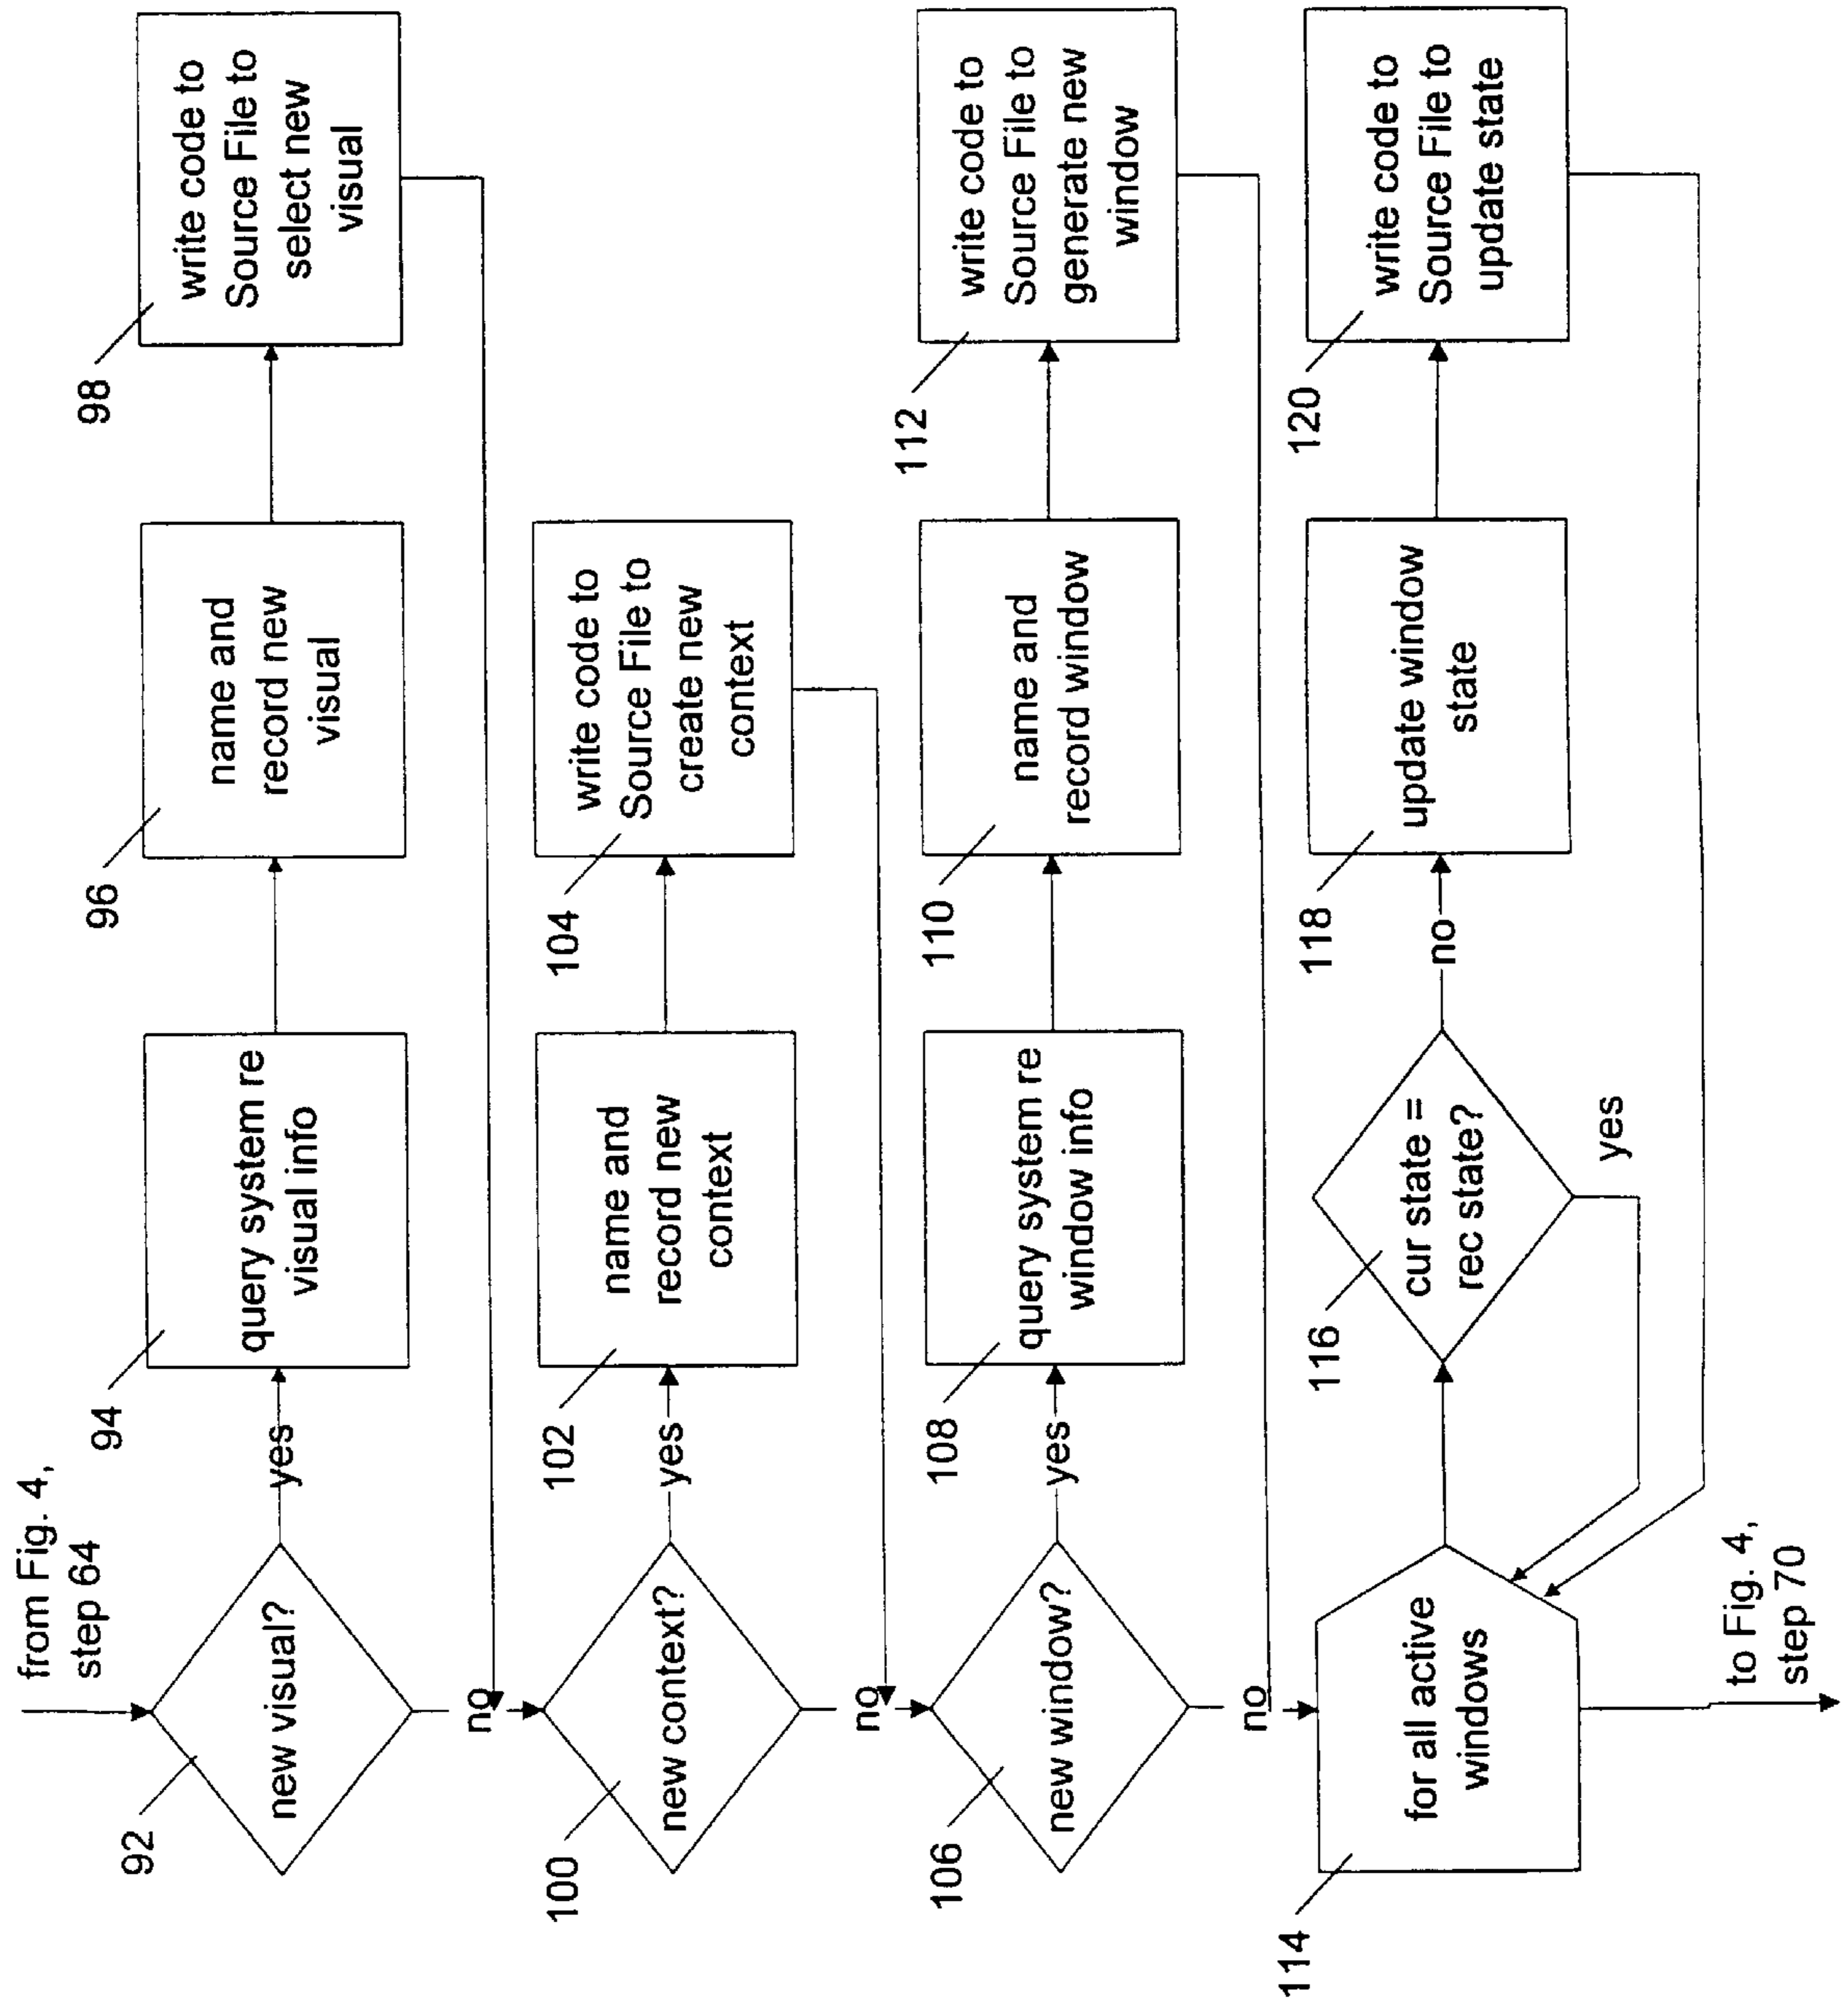 from Fig. 4,
step 64
92
new visual?
yes
no
94
query system re
visual info
96
name and
record new
visual
98
write code to
Source File to
select new
visual
100
new context?
yes
no
102
name and
record new
context
104
write code to
Source File to
create new
context
106
new window?
yes
no
108
query system re
window info
110
name and
record window
112
write code to
Source File to
generate new
window
114
for all active
windows
116
cur state =
rec state?
yes
no
118
update window
state
120
write code to
Source File to
update state
to Fig. 4,
step 70